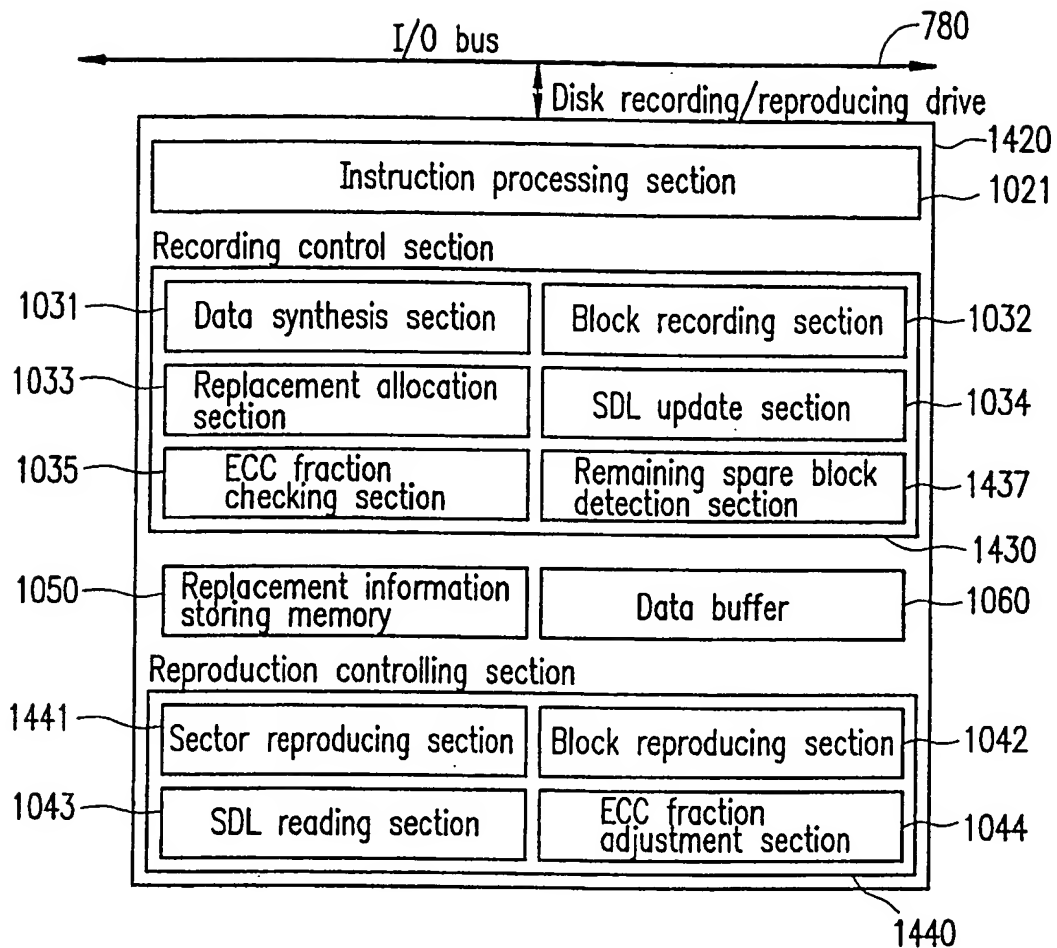 I/O bus
780
Disk recording/reproducing drive
1420
Instruction processing section
1021
Recording control section
1031
Data synthesis section
Block recording section
1032
1033
Replacement allocation
section
SDL update section
1034
1035
ECC fraction
checking section
Remaining spare block
detection section
1437
1430
1050
Replacement information
storing memory
Data buffer
1060
Reproduction controlling section
1441
Sector reproducing section
Block reproducing section
1042
1043
SDL reading section
ECC fraction
adjustment section
1044
1440